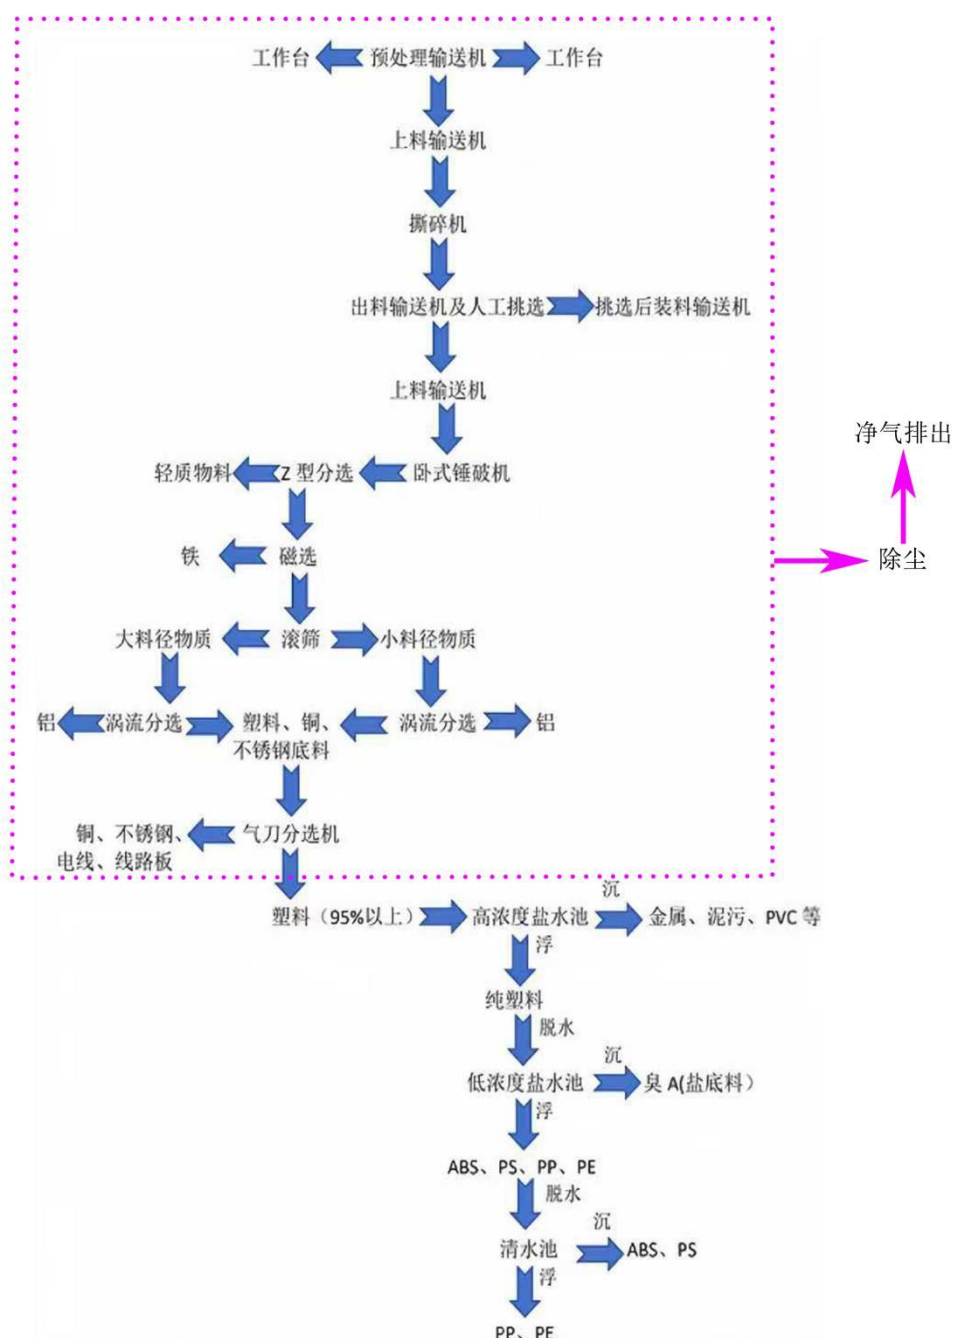 工作台
预处理输送机
工作台
上料输送机
撕碎机
出料输送机及人工挑选
挑选后装料输送机
上料输送机
净气排出
轻质物料
Z 型分选
卧式锤破机
铁
磁选
除尘
大料径物质
滚筛
小料径物质
铝
涡流分选
塑料、铜、
不锈钢底料
涡流分选
铝
铜、不锈钢、
电线、线路板
气刀分选机
塑料（95%以上）
高浓度盐水池
沉
金属、泥污、PVC 等
浮
纯塑料
脱水
低浓度盐水池
沉
臭 A(盐底料）
浮
ABS、PS、PP、PE
脱水
清水池
沉
ABS、PS
浮
PP、PE